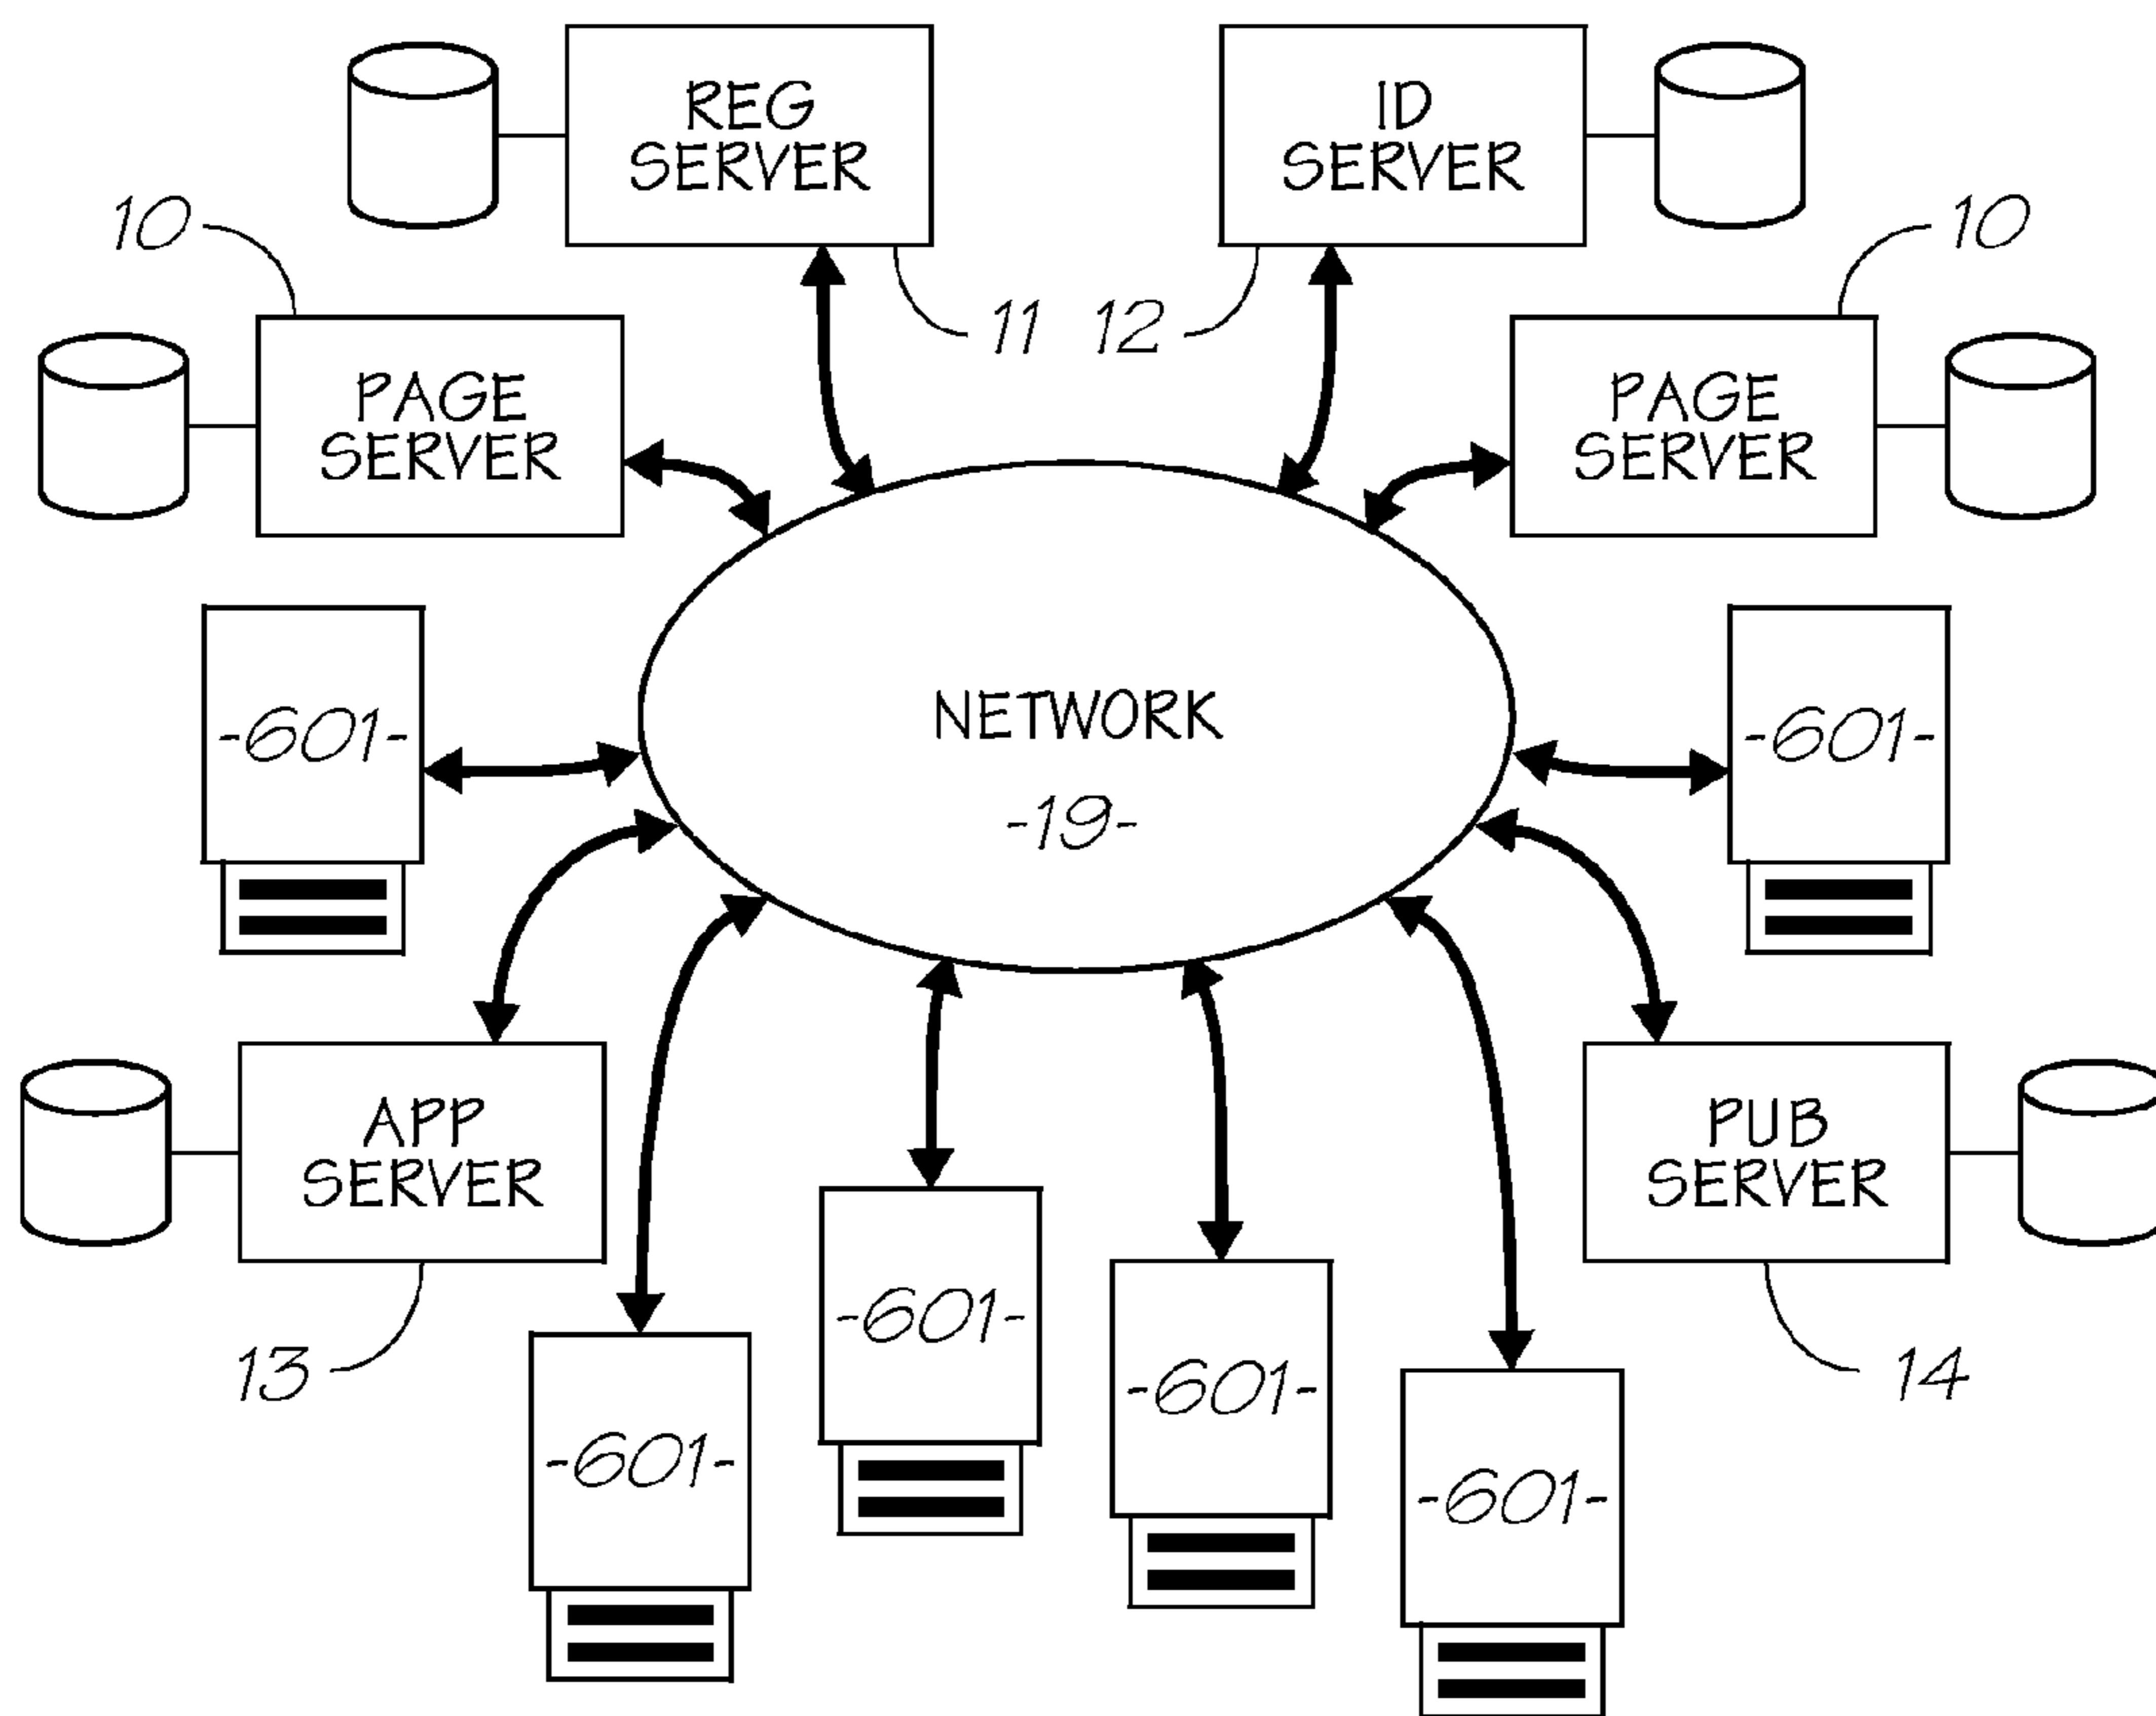 REG
SERVER
ID
SERVER
10
10
11
12
PAGE
SERVER
PAGE
SERVER
-601-
NETWORK
-19-
-601-
APP
SERVER
PUB
SERVER
-601-
-601-
13
14
-601-
-601-